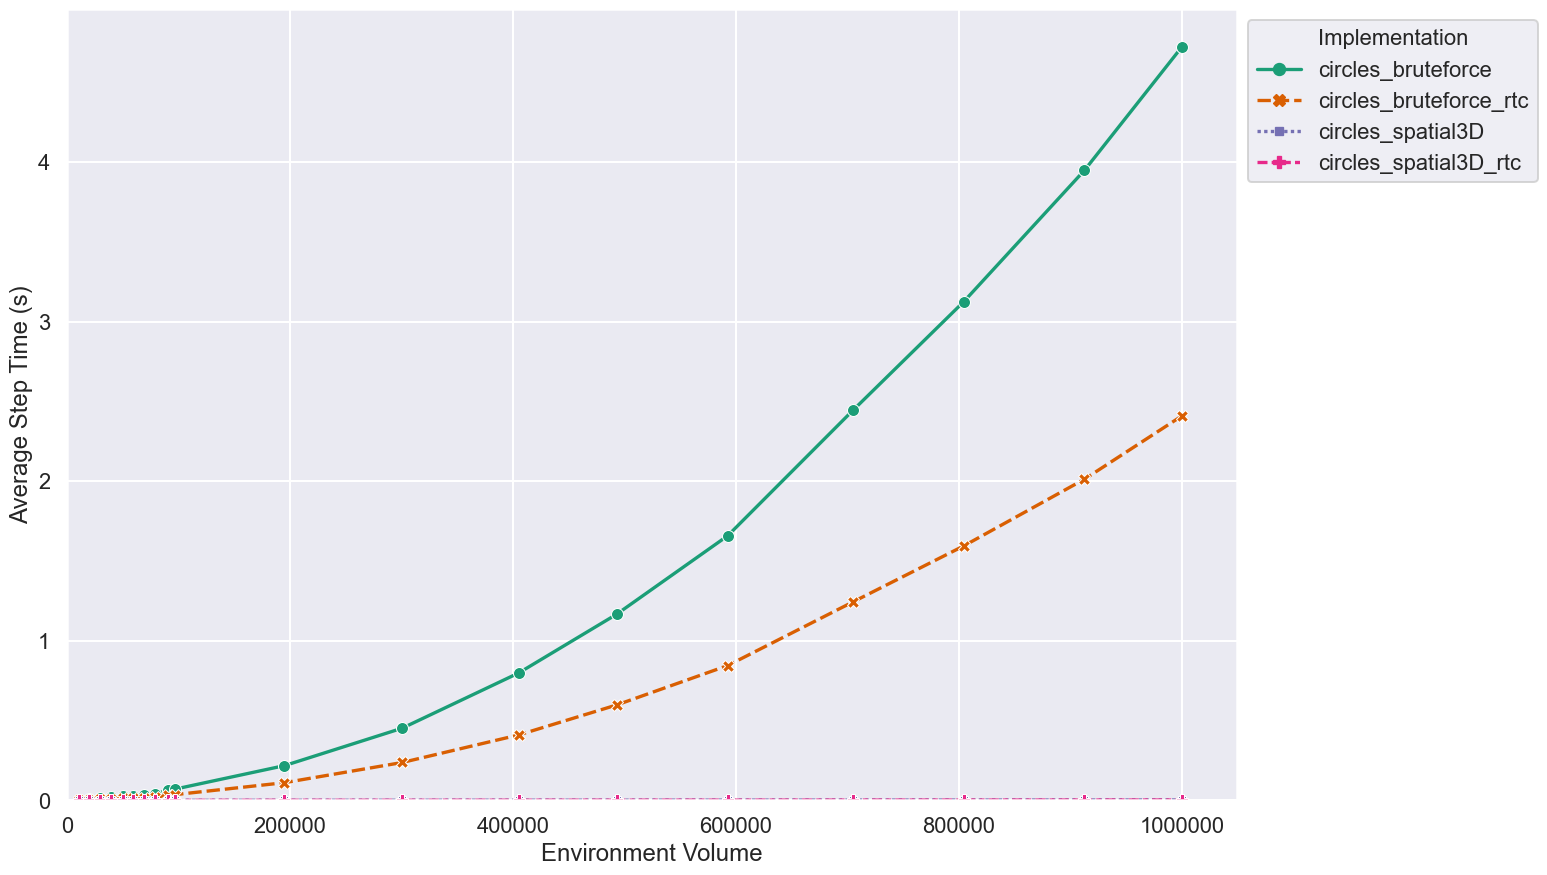 Implementation
circles_bruteforce
circles_bruteforce_rtc
circles_spatial3D
circles_spatial3D_rtc
Average Step Time (s)
4
3
2
1
0
0 200000 400000 600000 800000 1000000
Environment Volume